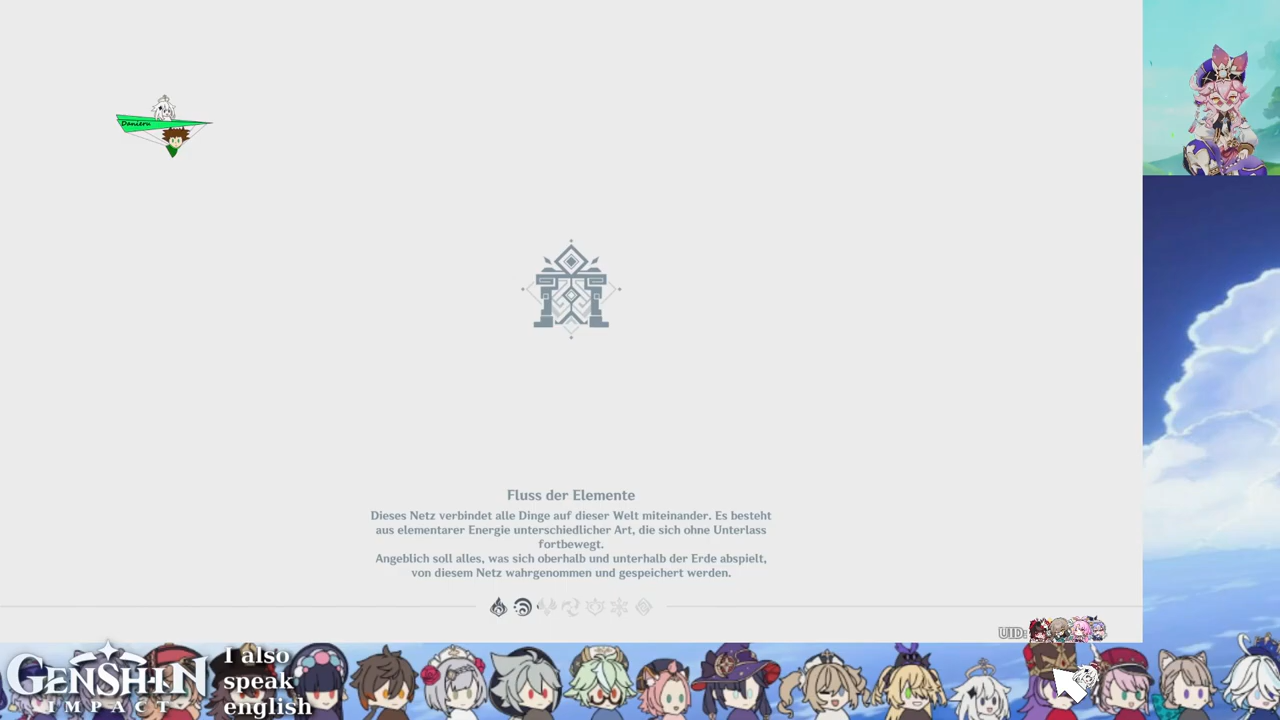 Danieru
Fluss der Elemente
Dieses Netz verbindet alle Dinge auf dieser Welt miteinander. Es besteht
aus elementarer Energie unterschiedlicher Art, die sich ohne Unterlass
fortbewegt.
Angeblich soll alles, was sich oberhalb und unterhalb der Erde abspielt,
von diesem Netz wahrgenommen und gespeichert werden.
UID:
GENSHIN
IMPACT
I also
speak
english